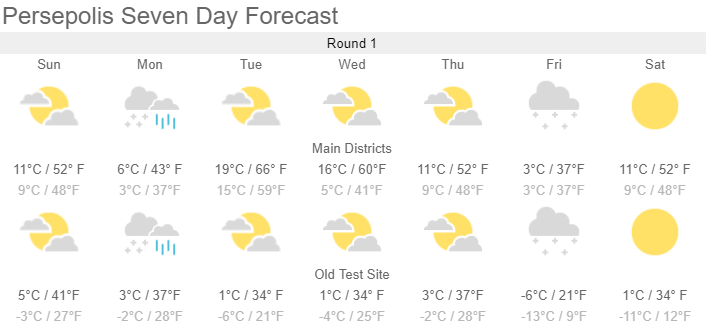 Persepolis Seven Day Forecast
Round 1
Sun Mon Tue Wed Thu Fri Sat
Main Districts
11°C / 52° F 6°C / 43° F 19°C / 66° F 16°C / 60°F 11°C / 52° F 3°C / 37°F 11°C / 52° F
9°C / 48°F 3°C / 37°F 15°C / 59°F 5°C / 41°F 9°C / 48°F 3°C / 37°F 9°C / 48°F
Old Test Site
5°C / 41°F 3°C / 37°F 1°C / 34° F 1°C / 34° F 3°C / 37°F -6°C / 21°F 1°C / 34° F
-3°C / 27°F -2°C / 28°F -6°C / 21°F -4°C / 25°F -2°C / 28°F -13°C / 9°F -11°C / 12°F